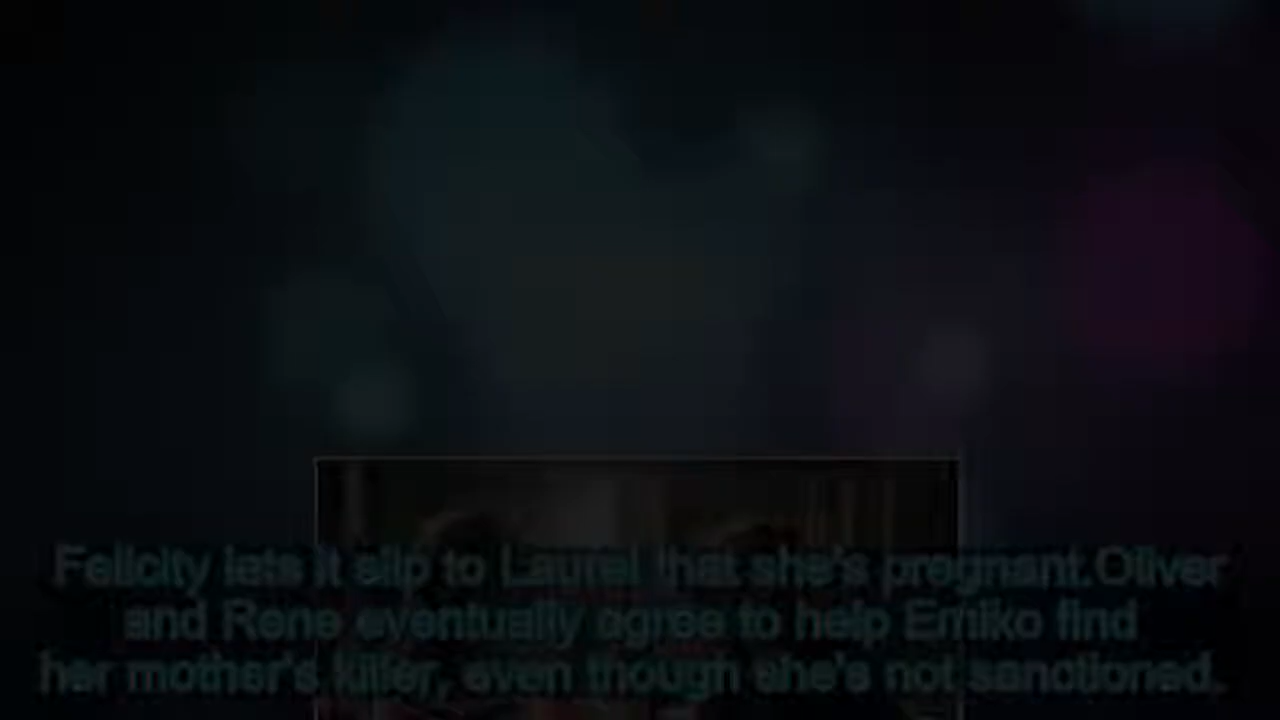 Felicity lets it slip to Laurel that she's pregnant.Oliver
and Rene eventually agree to help Emiko find
her mother's killer, even though she's not sanctioned.